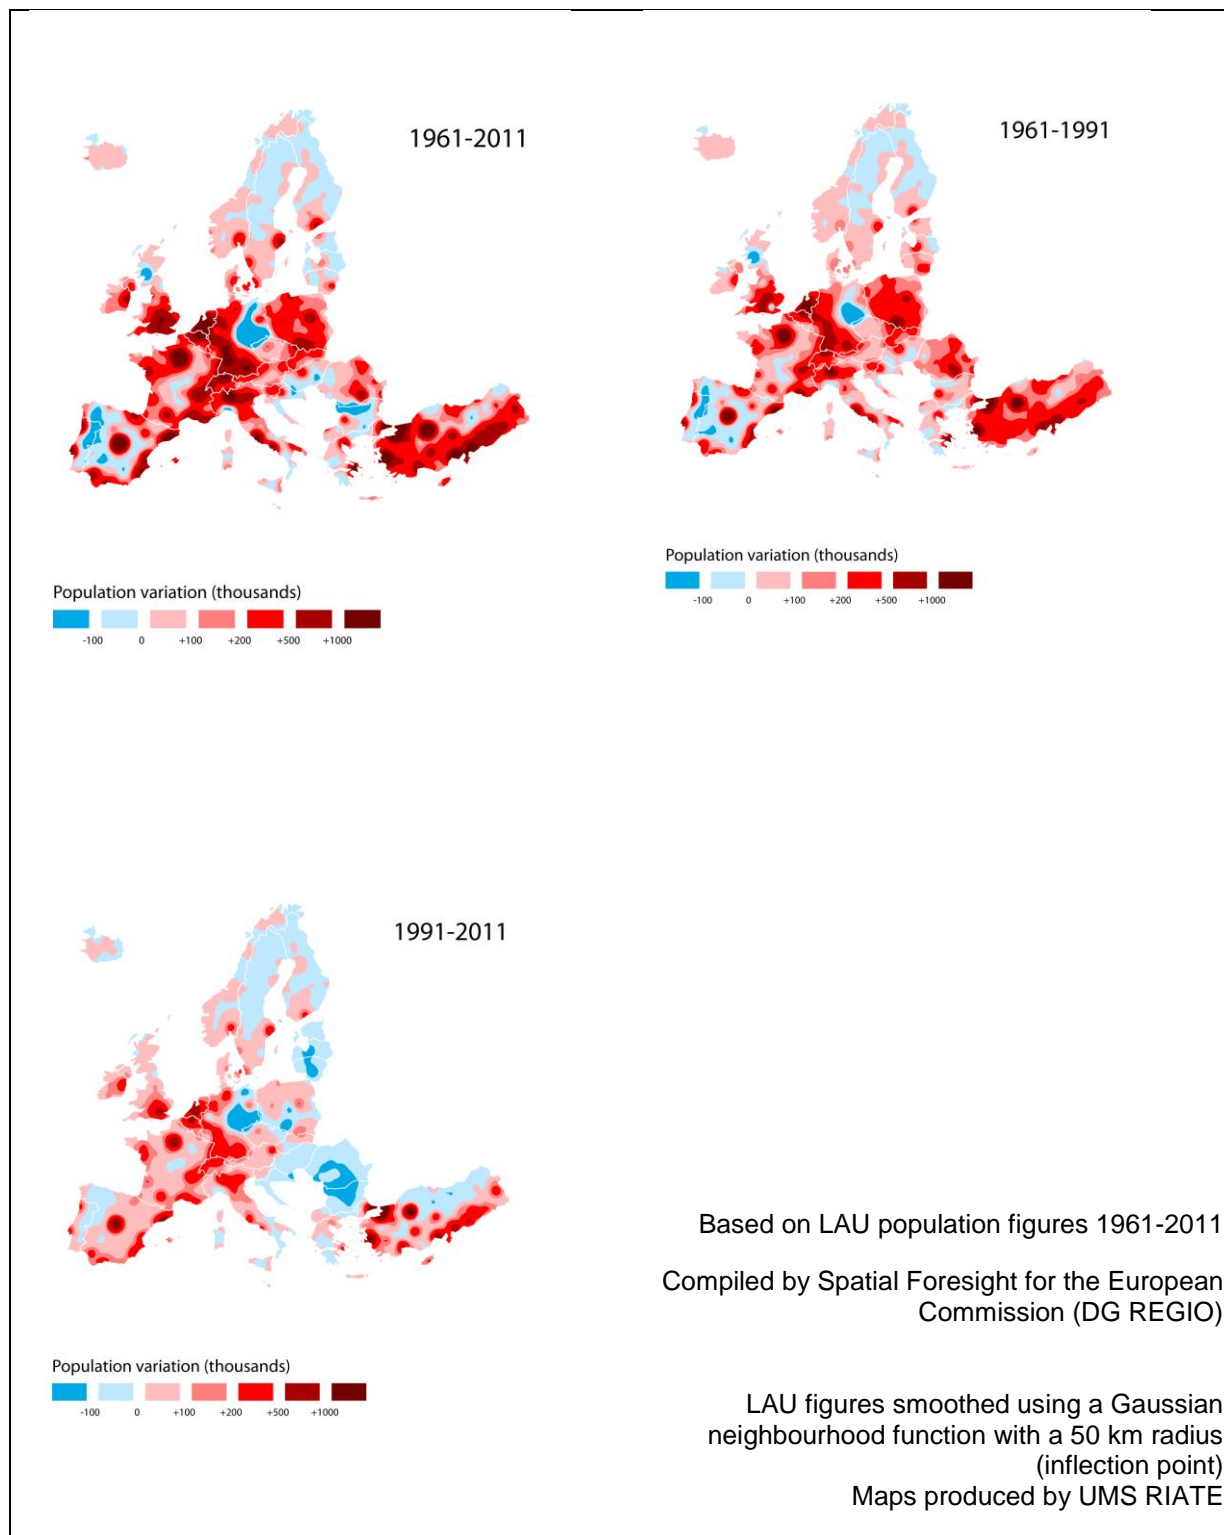 1961-2011
Population variation (thousands)
-100 0 +100 +200 +500 +1000
1961-1991
Population variation (thousands)
-100 0 +100 +200 +500 +1000
1991-2011
Population variation (thousands)
-100 0 +100 +200 +500 +1000
Based on LAU population figures 1961-2011
Compiled by Spatial Foresight for the European
Commission (DG REGIO)
LAU figures smoothed using a Gaussian
neighbourhood function with a 50 km radius
(inflection point)
Maps produced by UMS RIATE